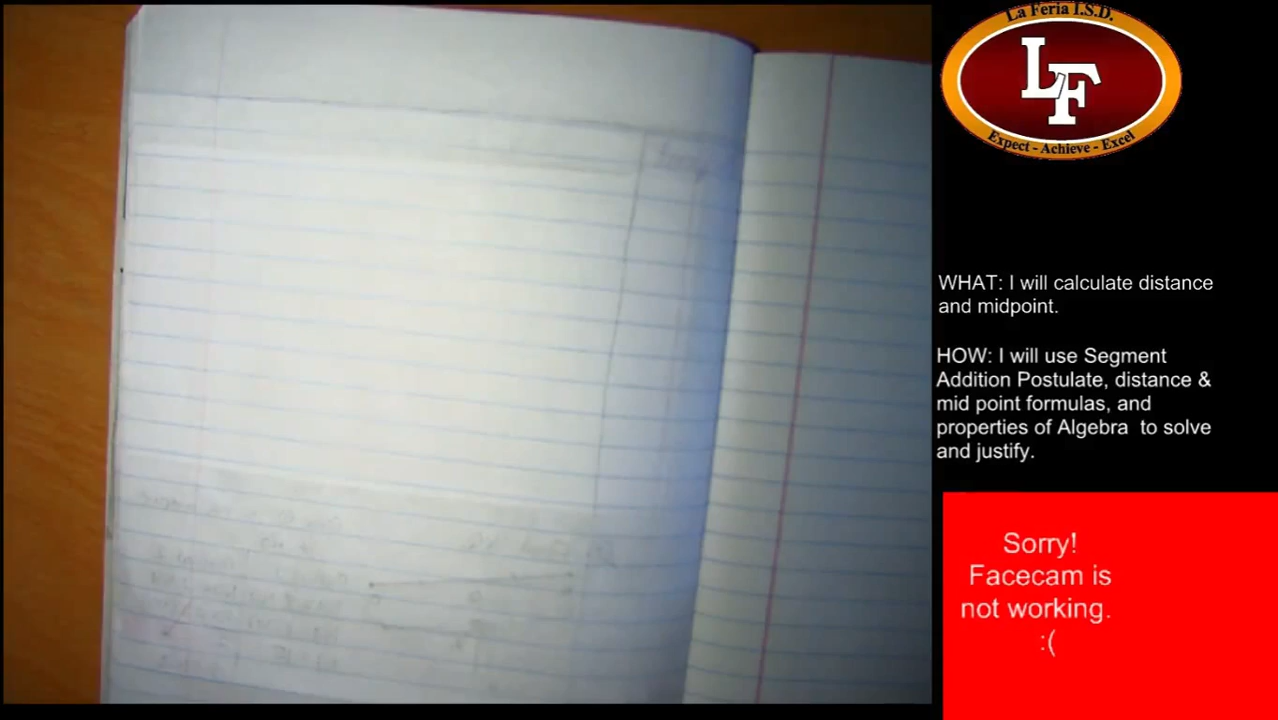 La Feria I.S.D.
LF
Expect - Achieve - Excel
WHAT: I will calculate distance
and midpoint.
HOW: I will use Segment
Addition Postulate, distance &
mid point formulas, and
properties of Algebra to solve
and justify.
Sorry!
Facecam is
not working.
:(